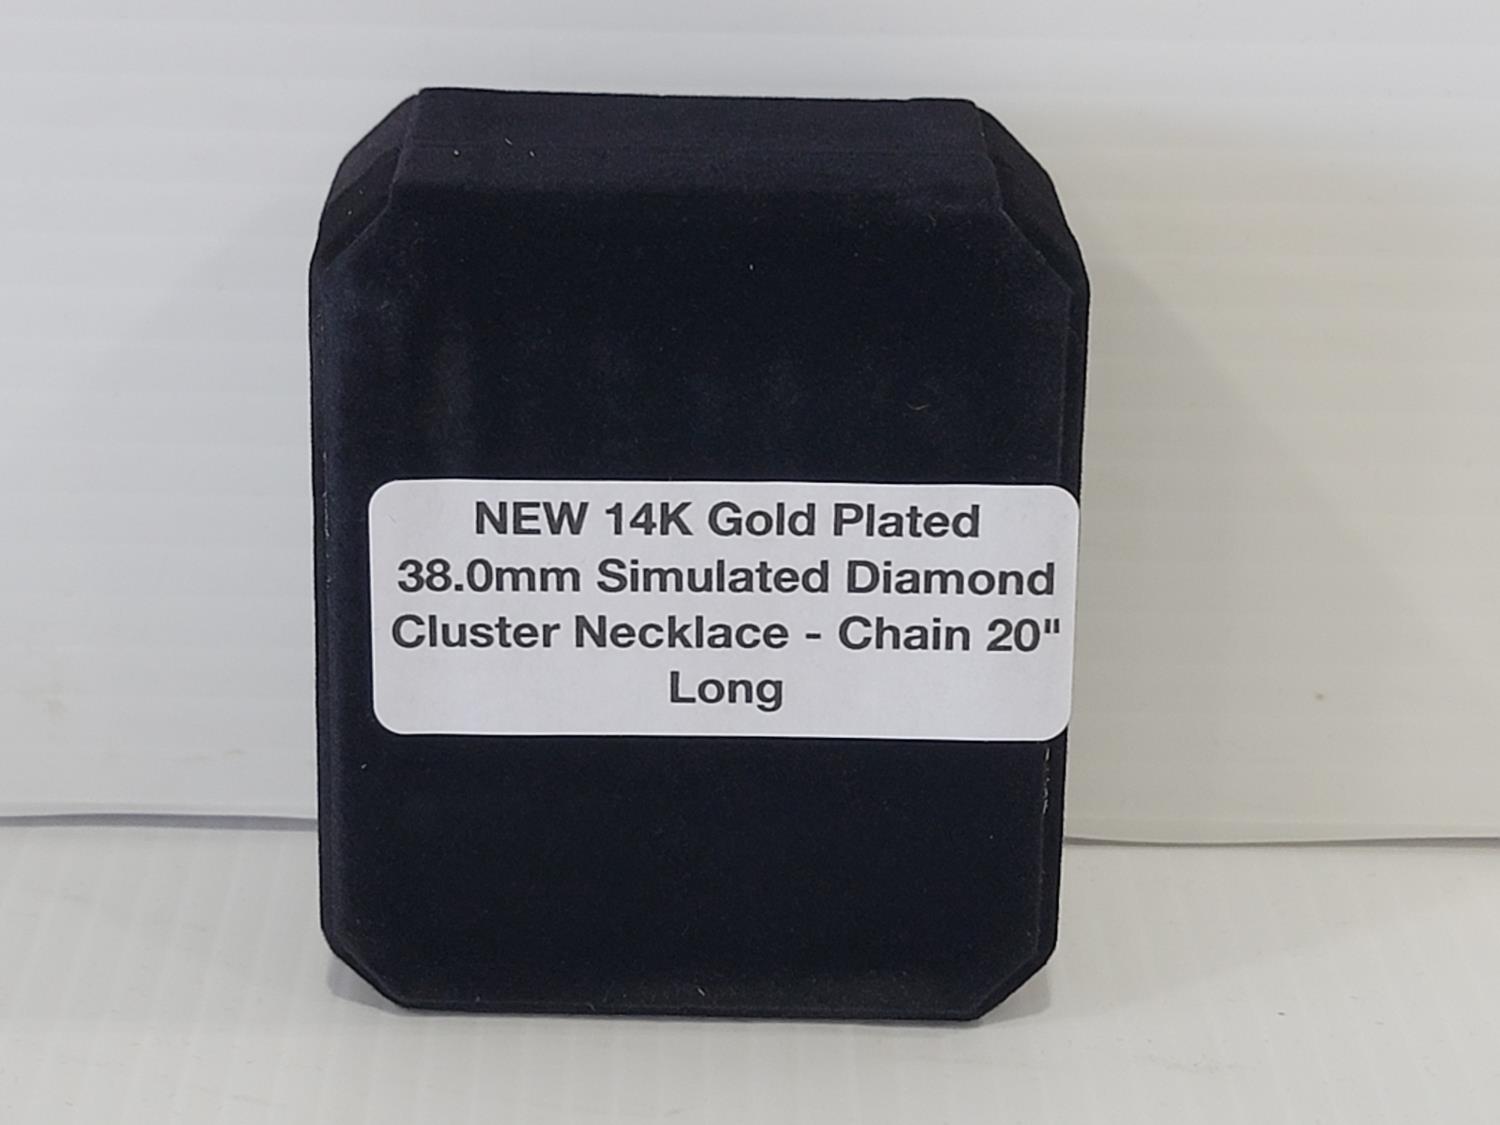 NEW 14K Gold Plated
38.0mm Simulated Diamond
Cluster Necklace - Chain 20"
Long